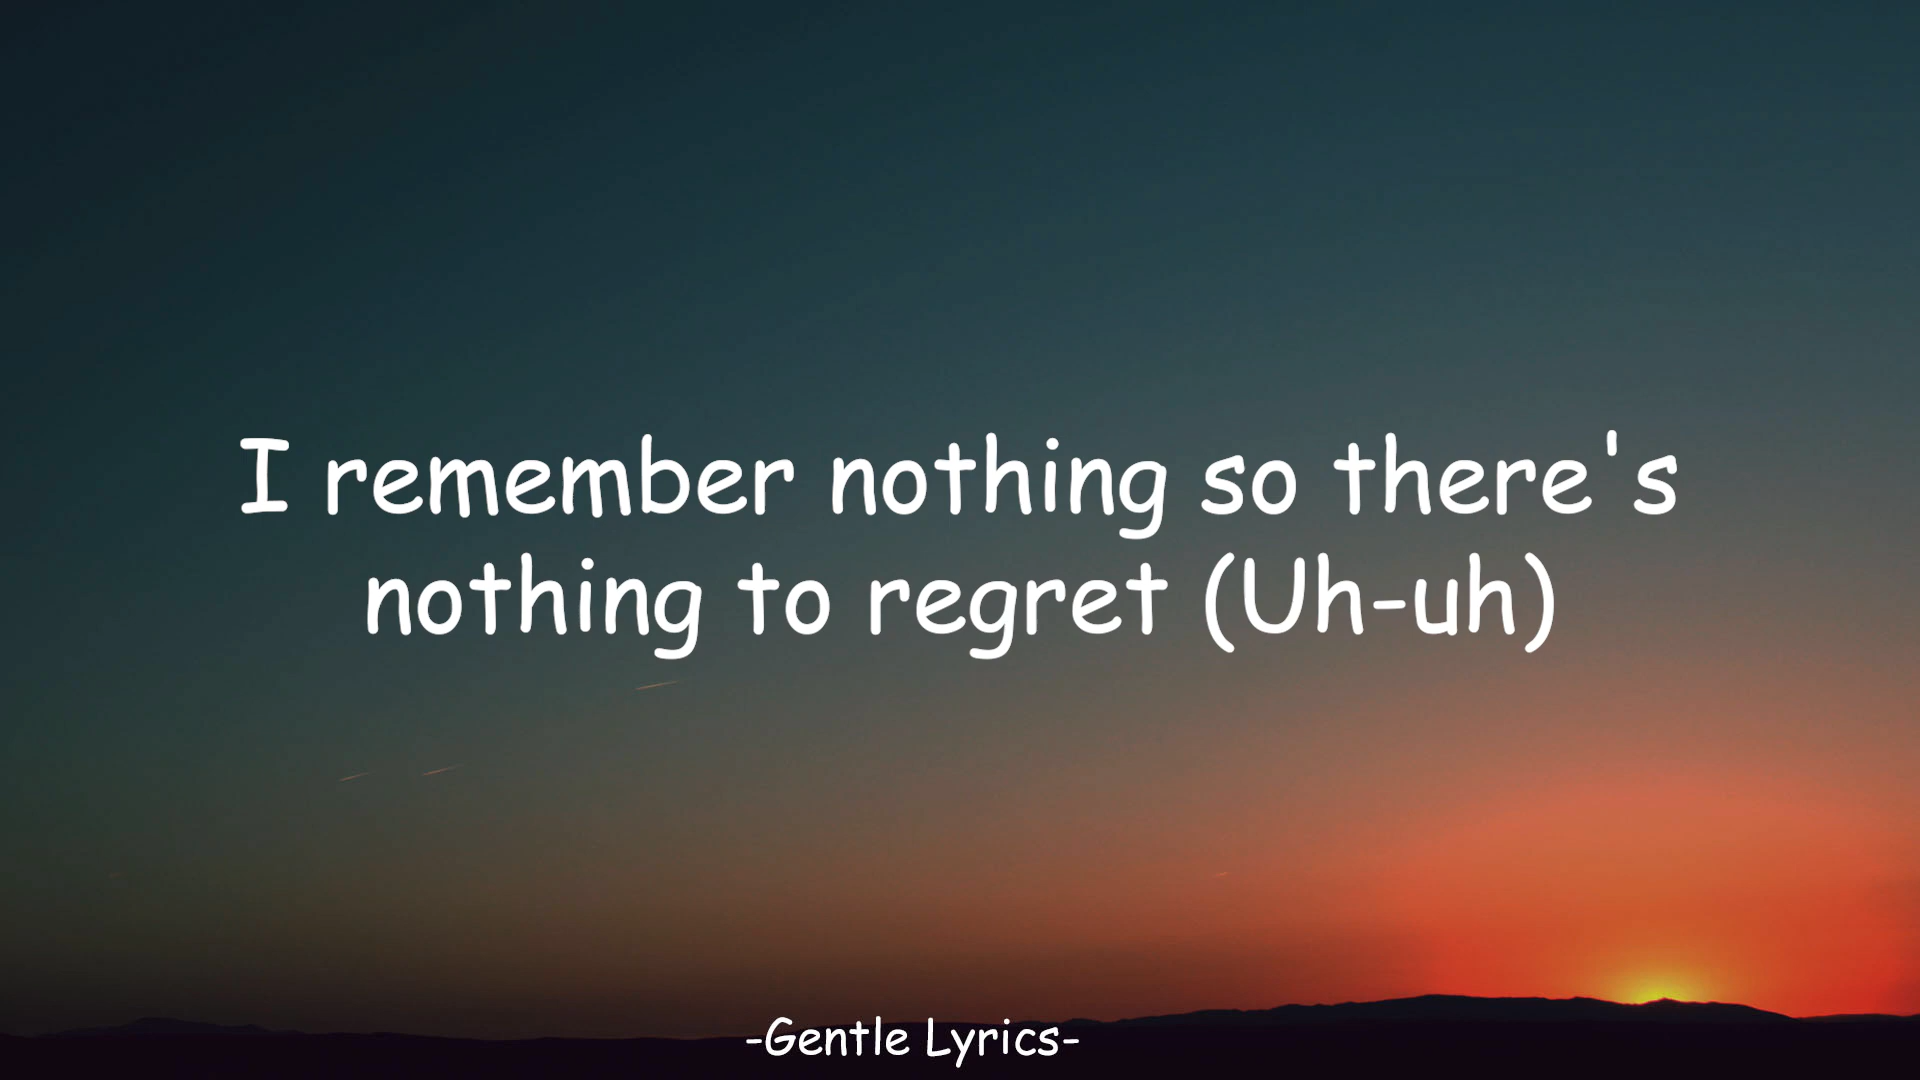 I remember nothing so there's
nothing to regret (Uh-uh)
-Gentle Lyrics-